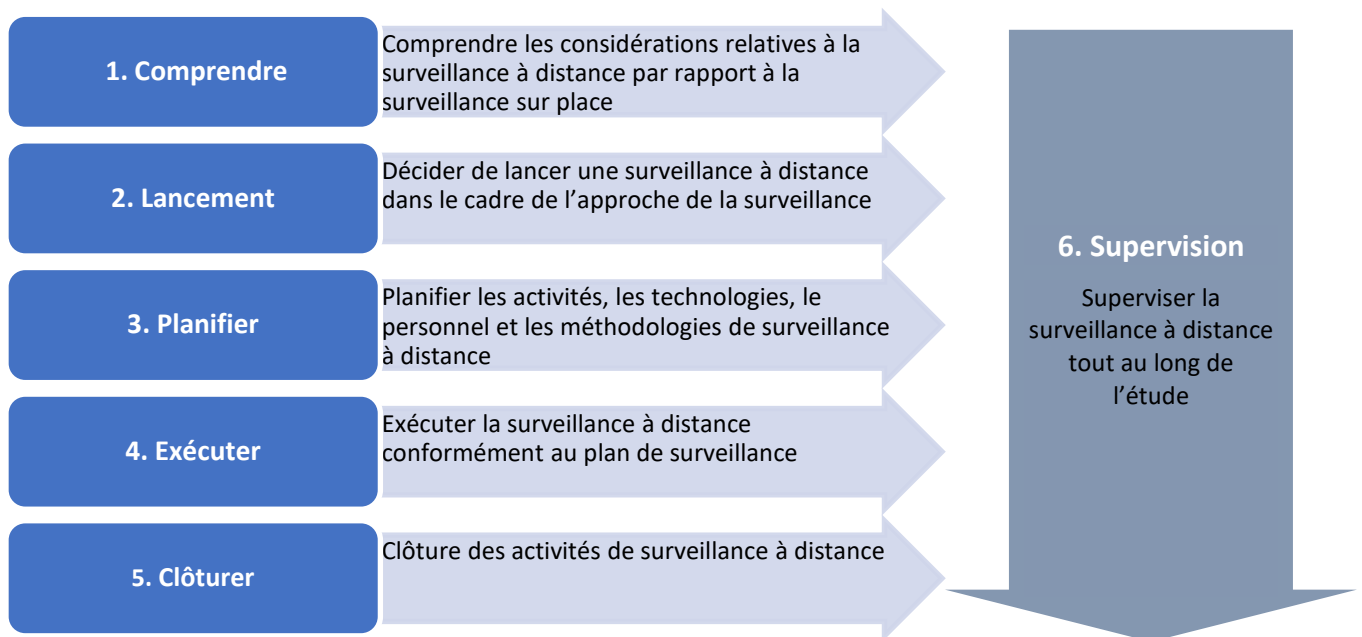 1. Comprendre
Comprendre les considérations relatives à la
surveillance à distance par rapport à la
surveillance sur place
2. Lancement
Décider de lancer une surveillance à distance
dans le cadre de l’approche de la surveillance
3. Planifier
Planifier les activités, les technologies, le
personnel et les méthodologies de surveillance
à distance
4. Exécuter
Exécuter la surveillance à distance
conformément au plan de surveillance
5. Clôturer
Clôture des activités de surveillance à distance
6. Supervision
Superviser la
surveillance à distance
tout au long de
l’étude